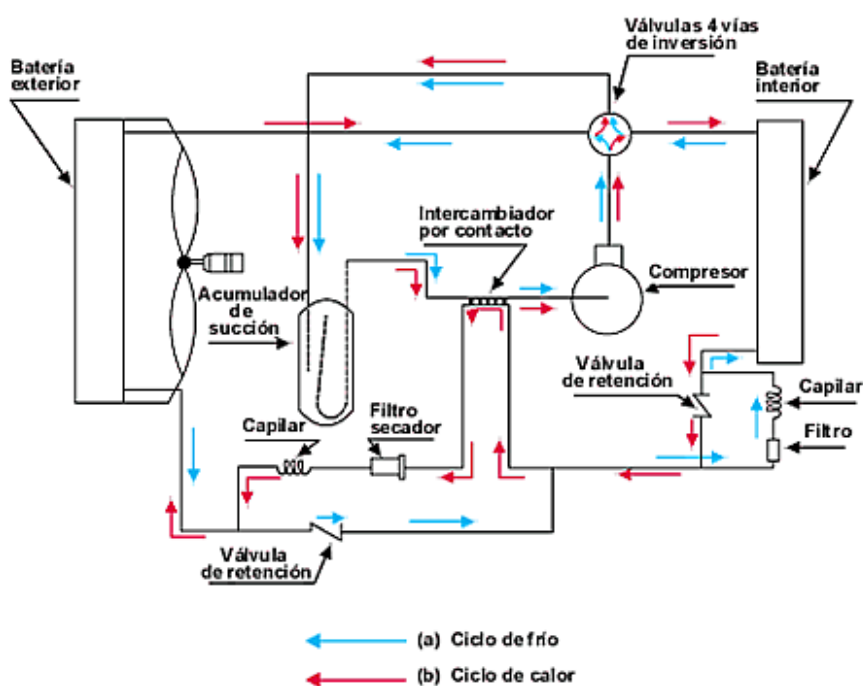 Válvulas 4 vías
de inversión
Batería
exterior
Batería
interior
Intercambiador
por contacto
Compresor
Acumulador
de
succión
Válvula
de retención
Capilar
Filtro
Capilar
Filtro
secador
Válvula
de retención
(a) Ciclo de frío
(b) Ciclo de calor